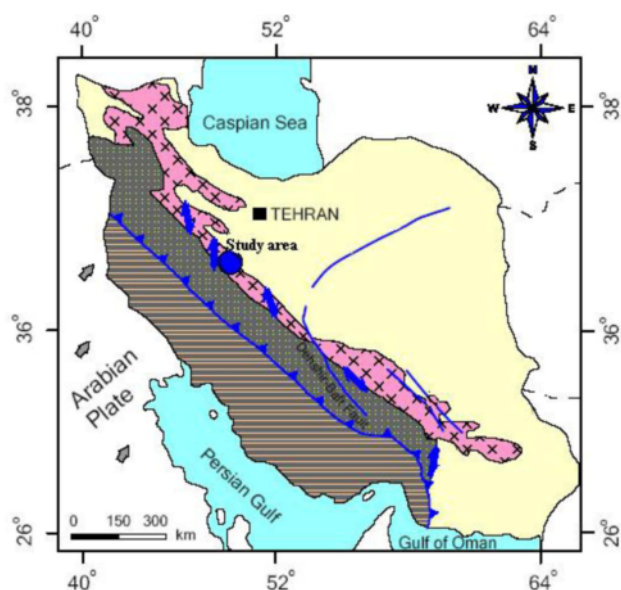 40°
52°
64°
38°
38°
N
W
E
S
Caspian Sea
TEHRAN
Study area
36°
36°
Dehshir-Baft Fault
Arabian
Plate
Persian Gulf
26°
26°
0 150 300
km
Gulf of Oman
40°
52°
64°